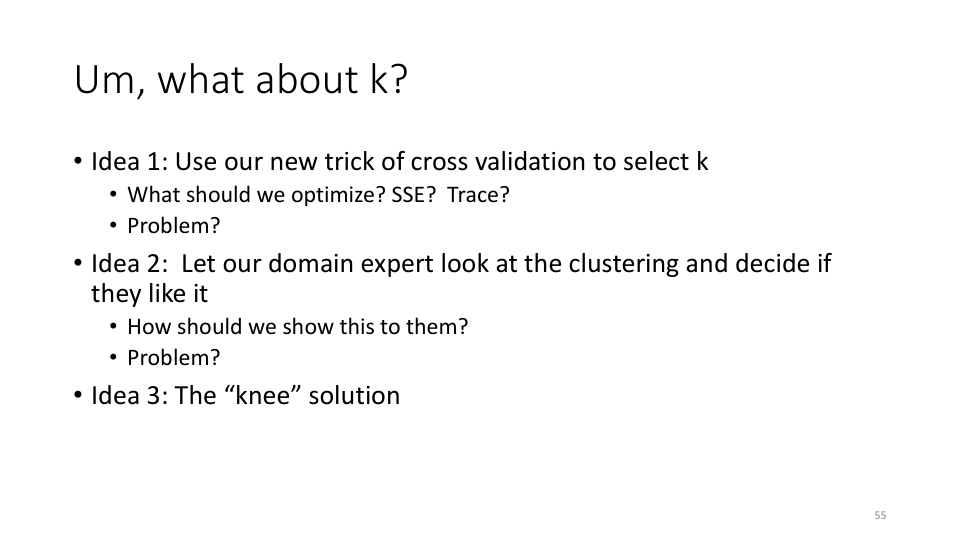 Um, what about k?
• Idea 1: Use our new trick of cross validation to select k
• What should we optimize? SSE?  Trace?
• Problem?
• Idea 2:  Let our domain expert look at the clustering and decide if
they like it
• How should we show this to them?
• Problem?
• Idea 3: The “knee” solution
55